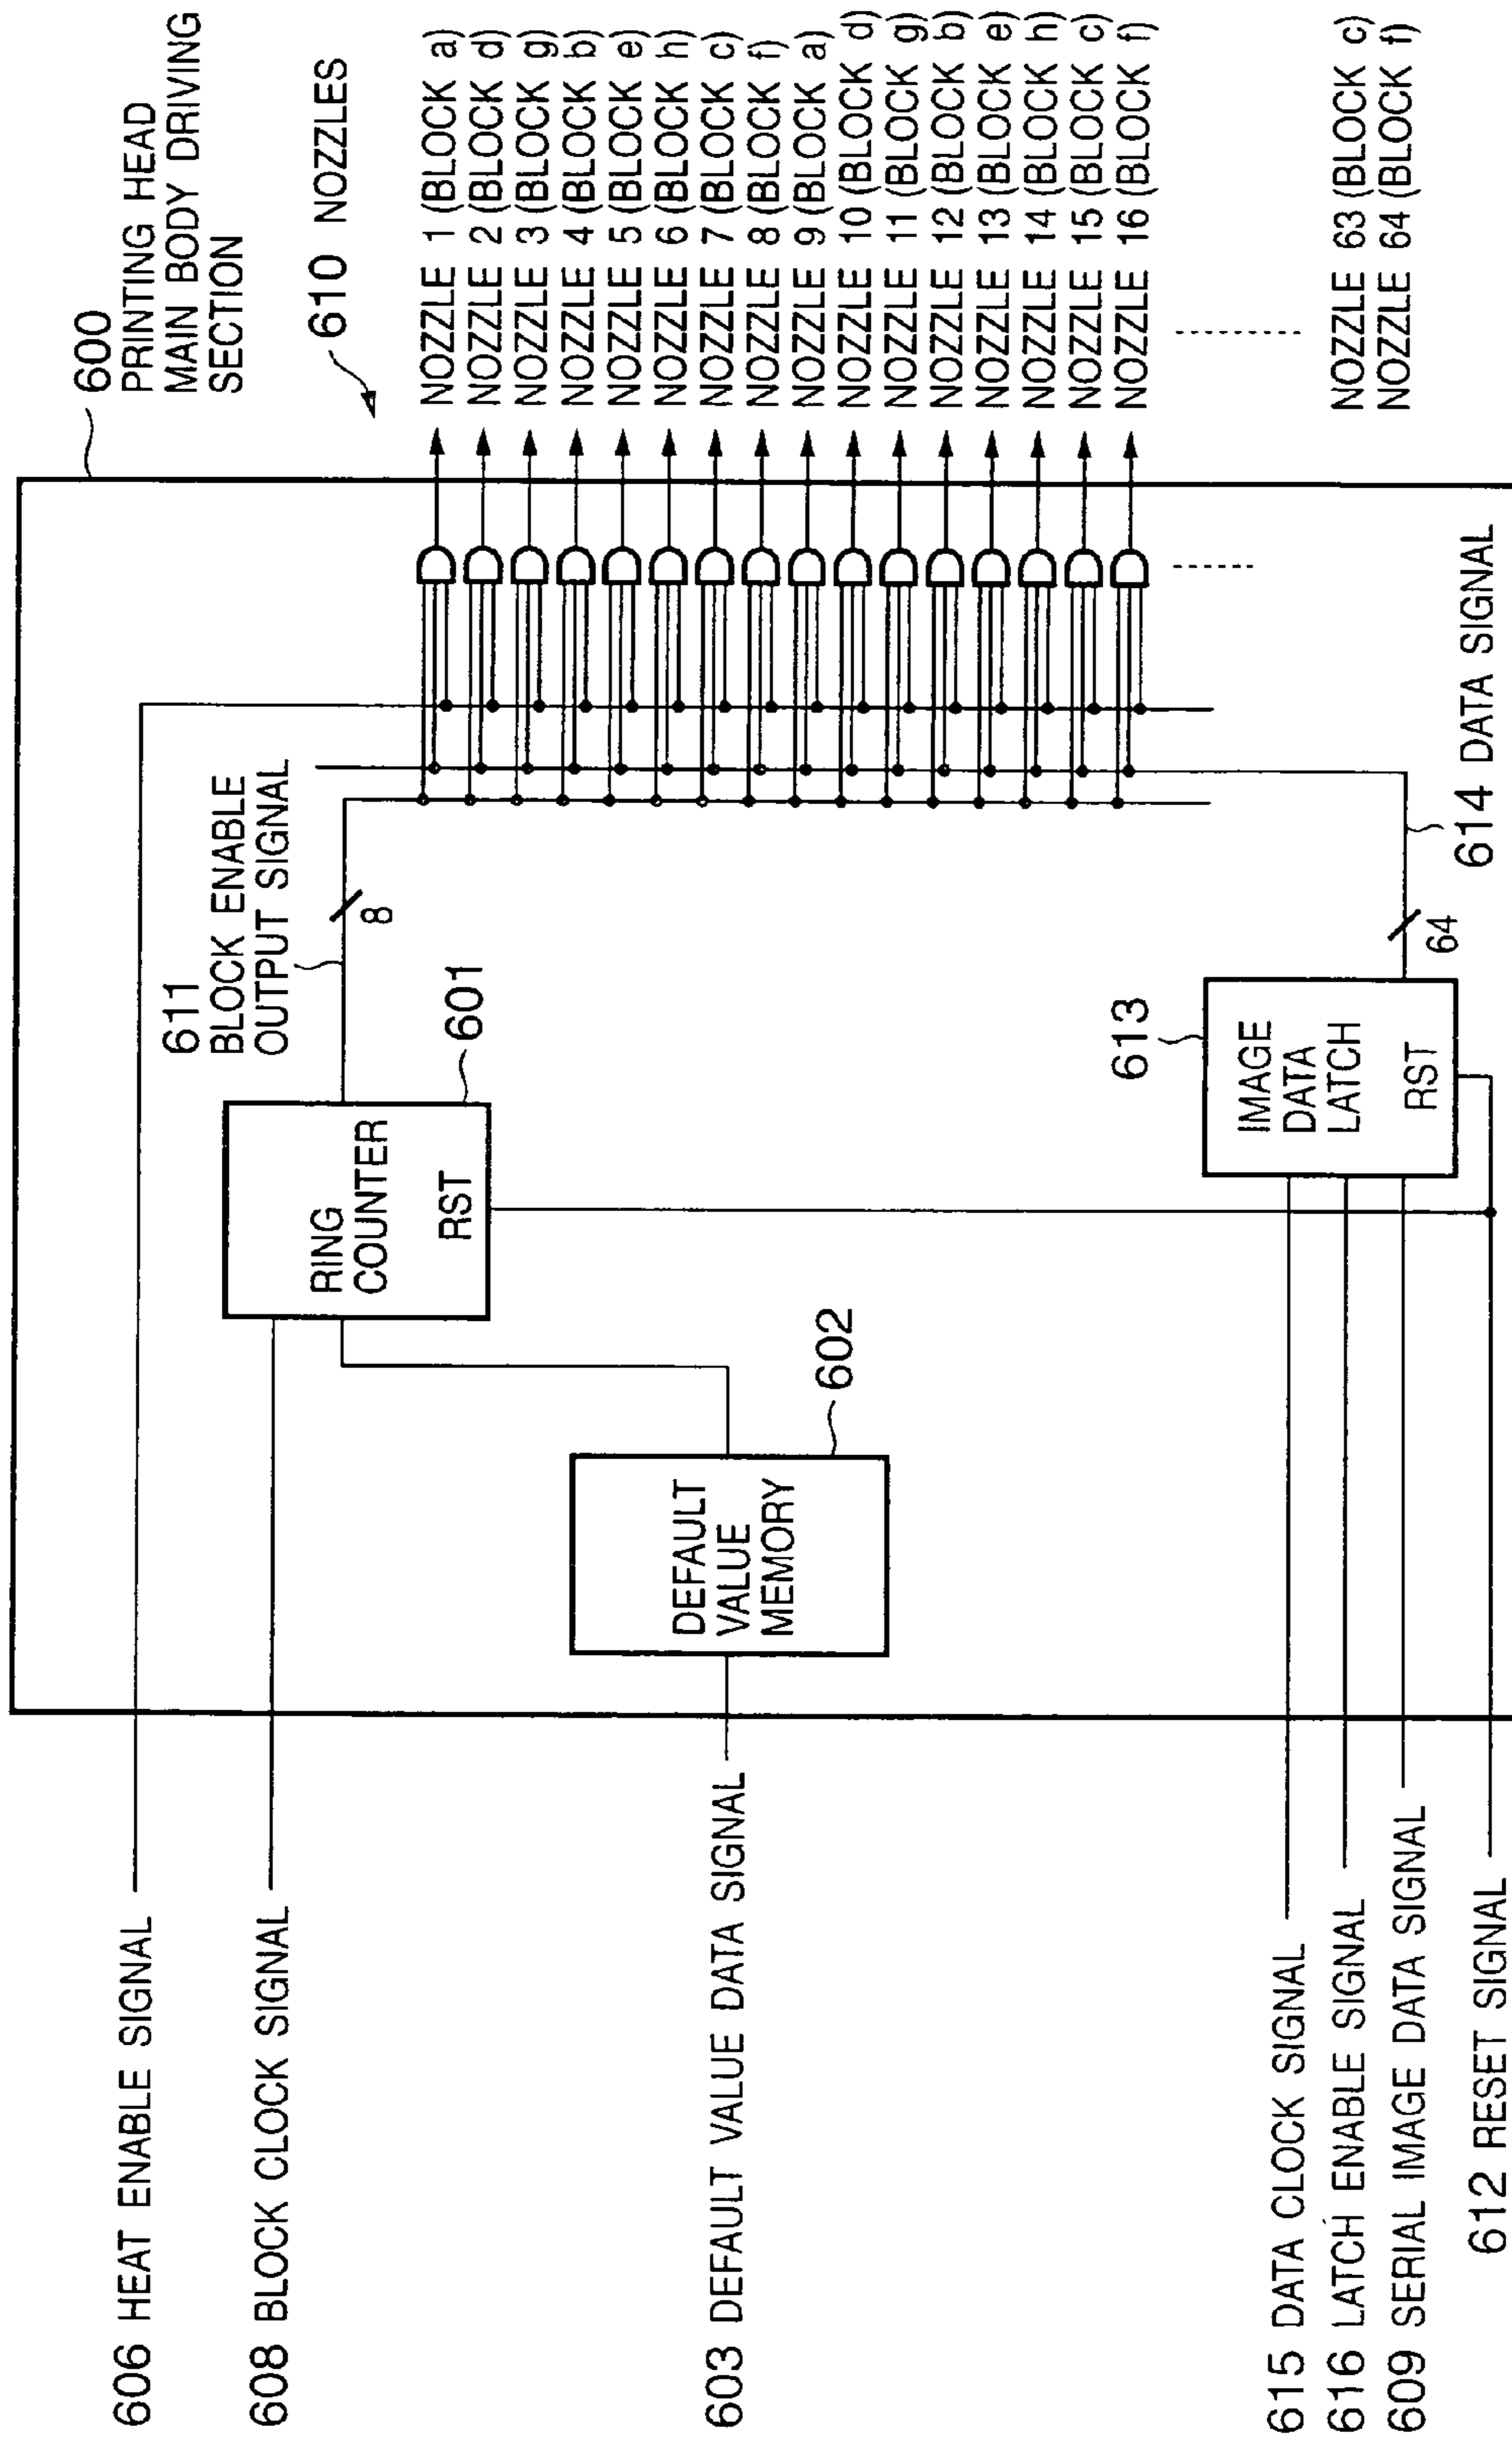 600
PRINTING HEAD
MAIN BODY DRIVING
SECTION
610 NOZZLES
606 HEAT ENABLE SIGNAL
608 BLOCK CLOCK SIGNAL
603 DEFAULT VALUE DATA SIGNAL
615 DATA CLOCK SIGNAL
616 LATCH ENABLE SIGNAL
609 SERIAL IMAGE DATA SIGNAL
612 RESET SIGNAL
DEFAULT
VALUE
MEMORY
602
RING
COUNTER
RST
601
611
BLOCK ENABLE
OUTPUT SIGNAL
8
613
IMAGE
DATA
LATCH
RST
64
614 DATA SIGNAL
NOZZLE 1 (BLOCK a)
NOZZLE 2 (BLOCK d)
NOZZLE 3 (BLOCK g)
NOZZLE 4 (BLOCK b)
NOZZLE 5 (BLOCK e)
NOZZLE 6 (BLOCK h)
NOZZLE 7 (BLOCK c)
NOZZLE 8 (BLOCK f)
NOZZLE 9 (BLOCK a)
NOZZLE 10 (BLOCK d)
NOZZLE 11 (BLOCK g)
NOZZLE 12 (BLOCK b)
NOZZLE 13 (BLOCK e)
NOZZLE 14 (BLOCK h)
NOZZLE 15 (BLOCK c)
NOZZLE 16 (BLOCK f)
NOZZLE 63 (BLOCK c)
NOZZLE 64 (BLOCK f)